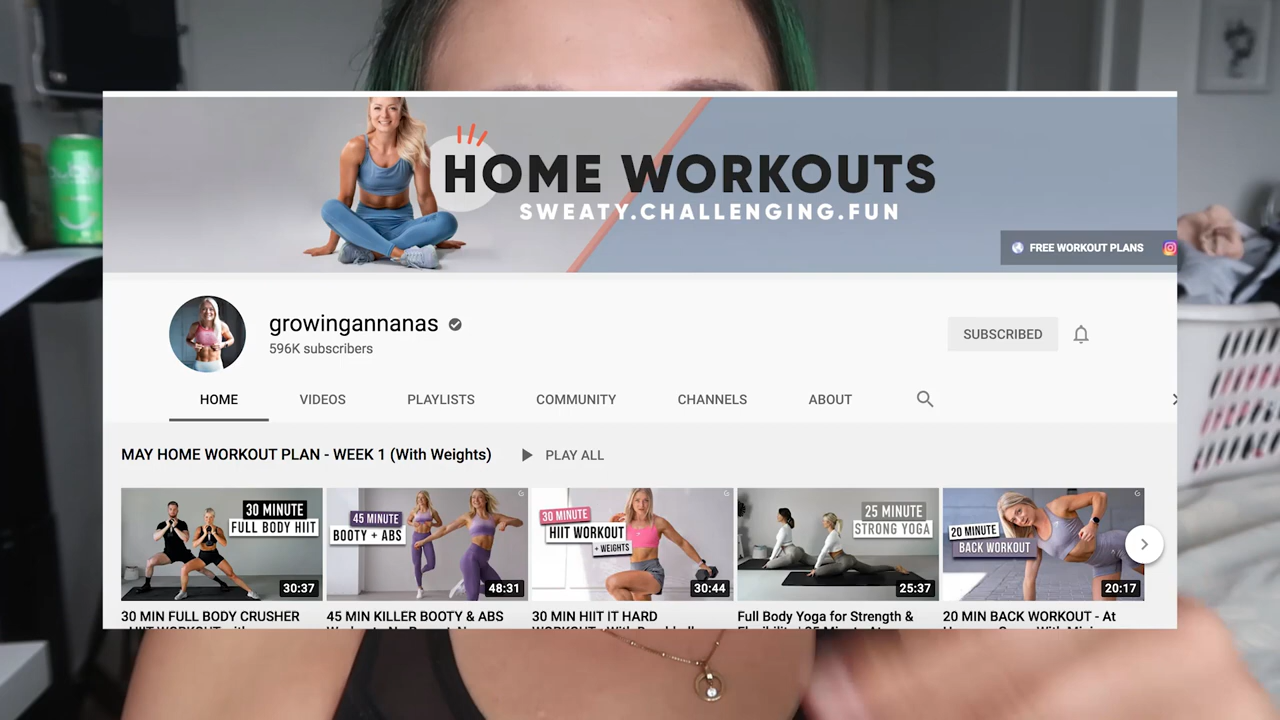 HOME WORKOUTS
SWEATY.CHALLENGING.FUN
FREE WORKOUT PLANS
growingannanas
596K subscribers
SUBSCRIBED
HOME VIDEOS PLAYLISTS COMMUNITY CHANNELS ABOUT
MAY HOME WORKOUT PLAN - WEEK 1 (With Weights) PLAY ALL
30 MINUTE
FULL BODY HIIT
30:37
45 MINUTE
BOOTY + ABS
48:31
30 MINUTE
HIIT WORKOUT
+ WEIGHTS
30:44
25 MINUTE
STRONG YOGA
25:37
20 MINUTE
BACK WORKOUT
20:17
30 MIN FULL BODY CRUSHER
45 MIN KILLER BOOTY & ABS
30 MIN HIIT IT HARD
Full Body Yoga for Strength &
20 MIN BACK WORKOUT - At